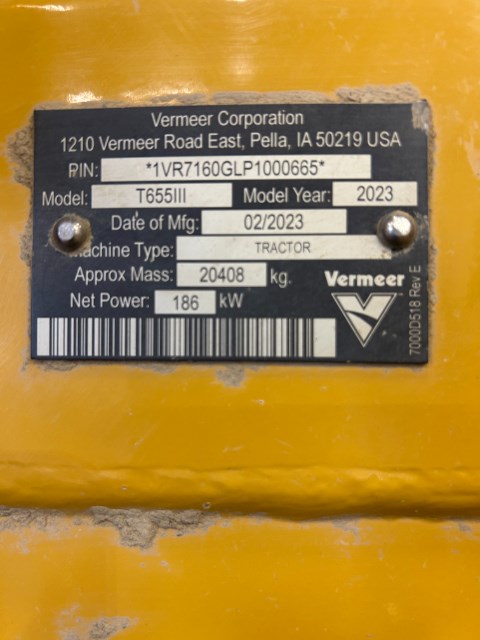 Vermeer Corporation
1210 Vermeer Road East, Pella, IA 50219 USA
PIN: *1VR7160GLP1000665*
Model: T655III Model Year: 2023
Date of Mfg: 02/2023
achine Type: TRACTOR
Approx Mass: 20408 kg.
Net Power: 186 kW
Vermeer
7000D518 Rev E